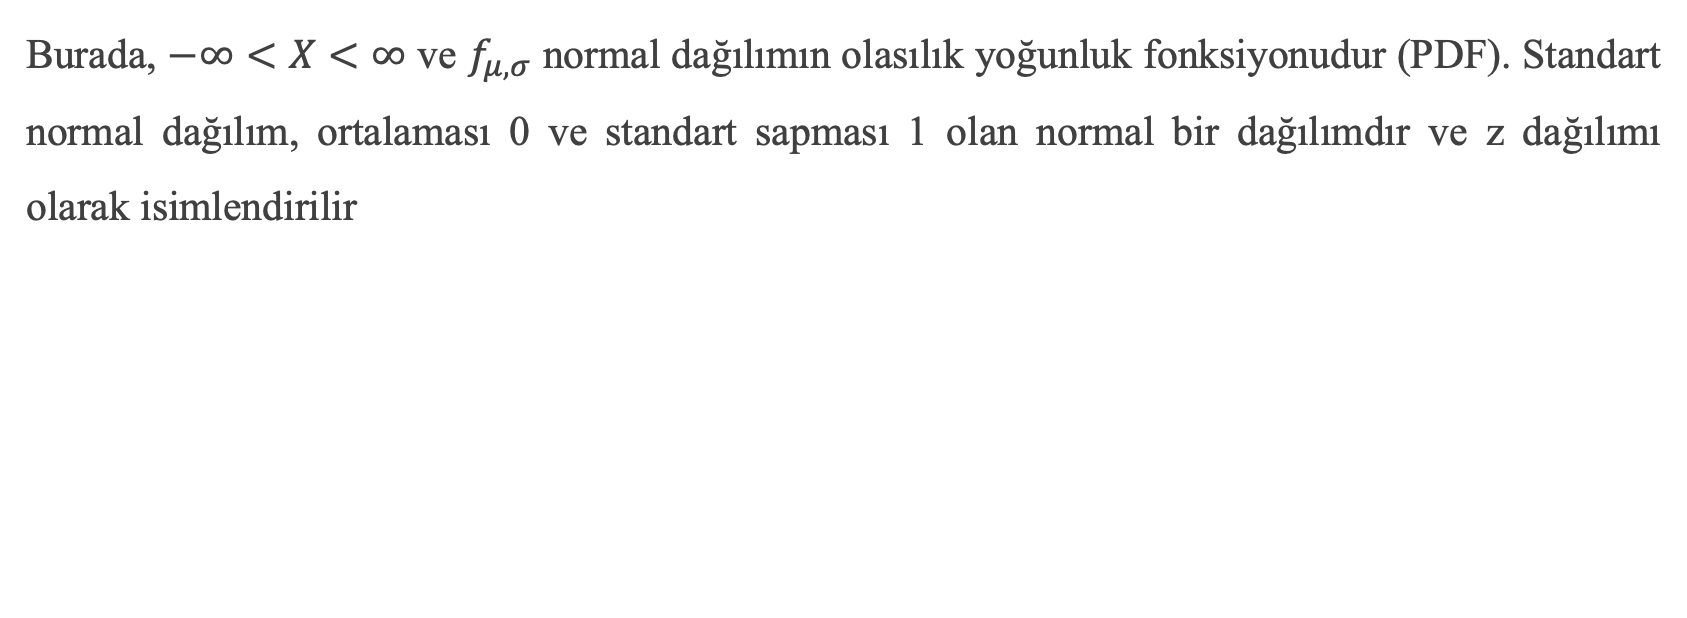 Burada, −∞ < X < ∞ ve fμ,σ normal dağılımın olasılık yoğunluk fonksiyonudur (PDF). Standart
normal dağılım, ortalaması 0 ve standart sapması 1 olan normal bir dağılımdır ve z dağılımı
olarak isimlendirilir